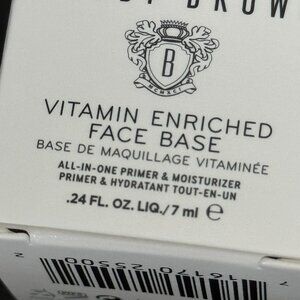 B
MCMXCI
VITAMIN ENRICHED
FACE BASE
BASE DE MAQUILLAGE VITAMINÉE
ALL-IN-ONE PRIMER & MOISTURIZER
PRIMER & HYDRATANT TOUT-EN-UN
.24 FL. OZ. LIQ./7 ml ℮